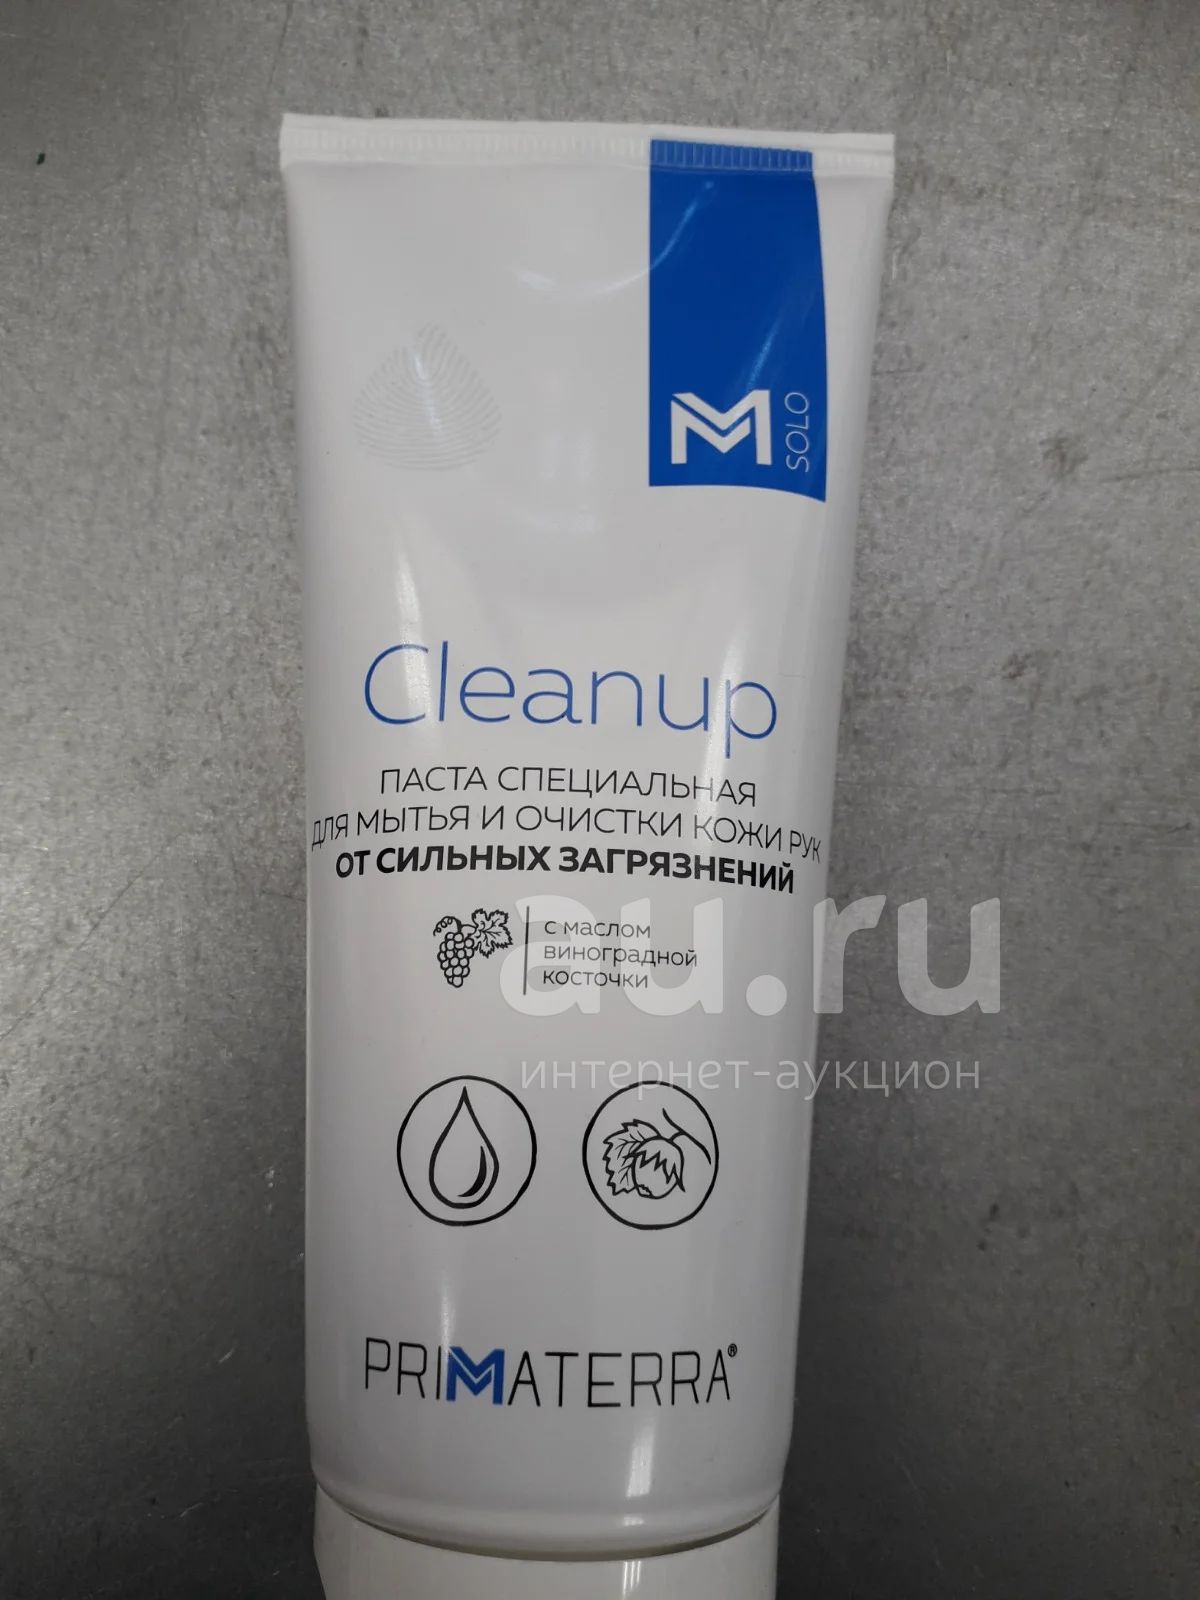 M SOLO
Cleanup
ПАСТА СПЕЦИАЛЬНАЯ
ДЛЯ МЫТЬЯ И ОЧИСТКИ КОЖИ РУК
ОТ СИЛЬНЫХ ЗАГРЯЗНЕНИЙ
С МАСЛОМ
ВИНОГРАДНОЙ
КОСТОЧКИ
au.ru
интернет-аукцион
PRIMATERRA®